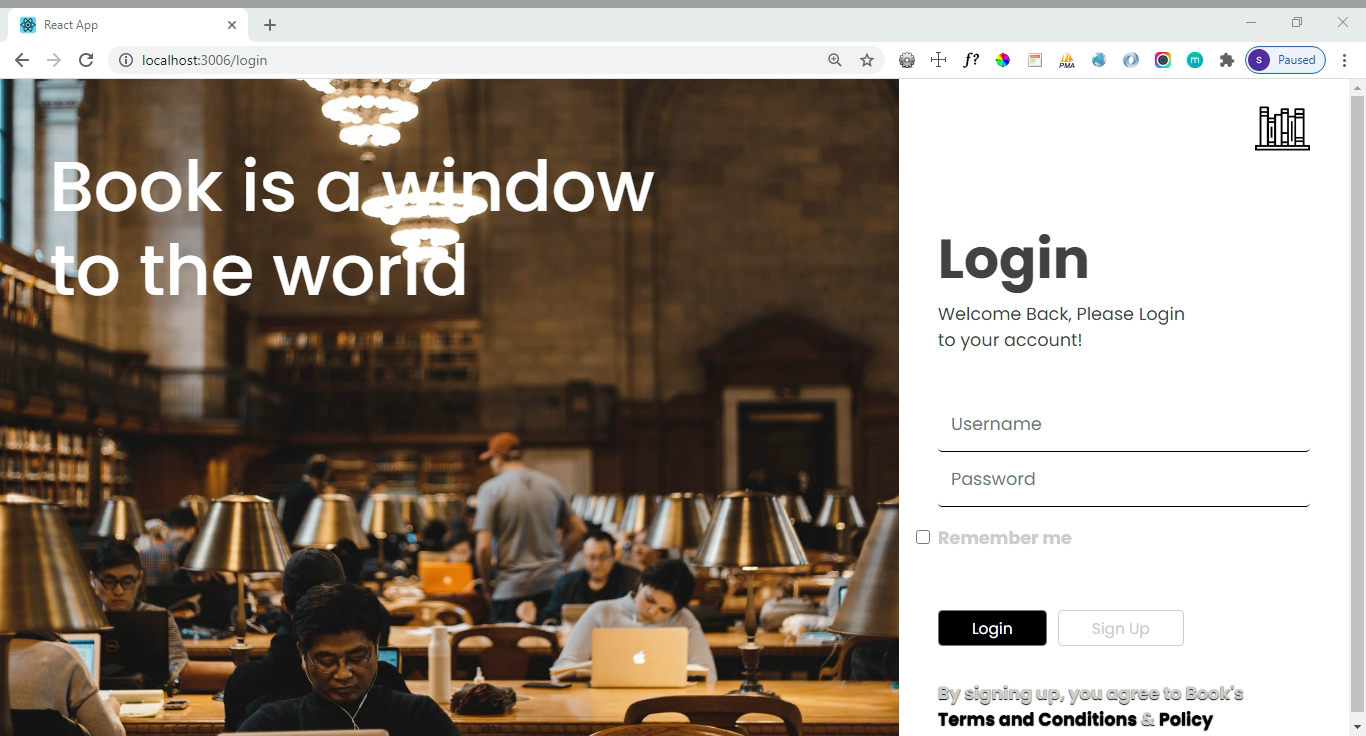 React App
localhost:3006/login
f?
PMA
m
S
Paused
Book is a window
to the world
Login
Welcome Back, Please Login
to your account!
Username
Password
Remember me
Login
Sign Up
By signing up, you agree to Book's
Terms and Conditions & Policy